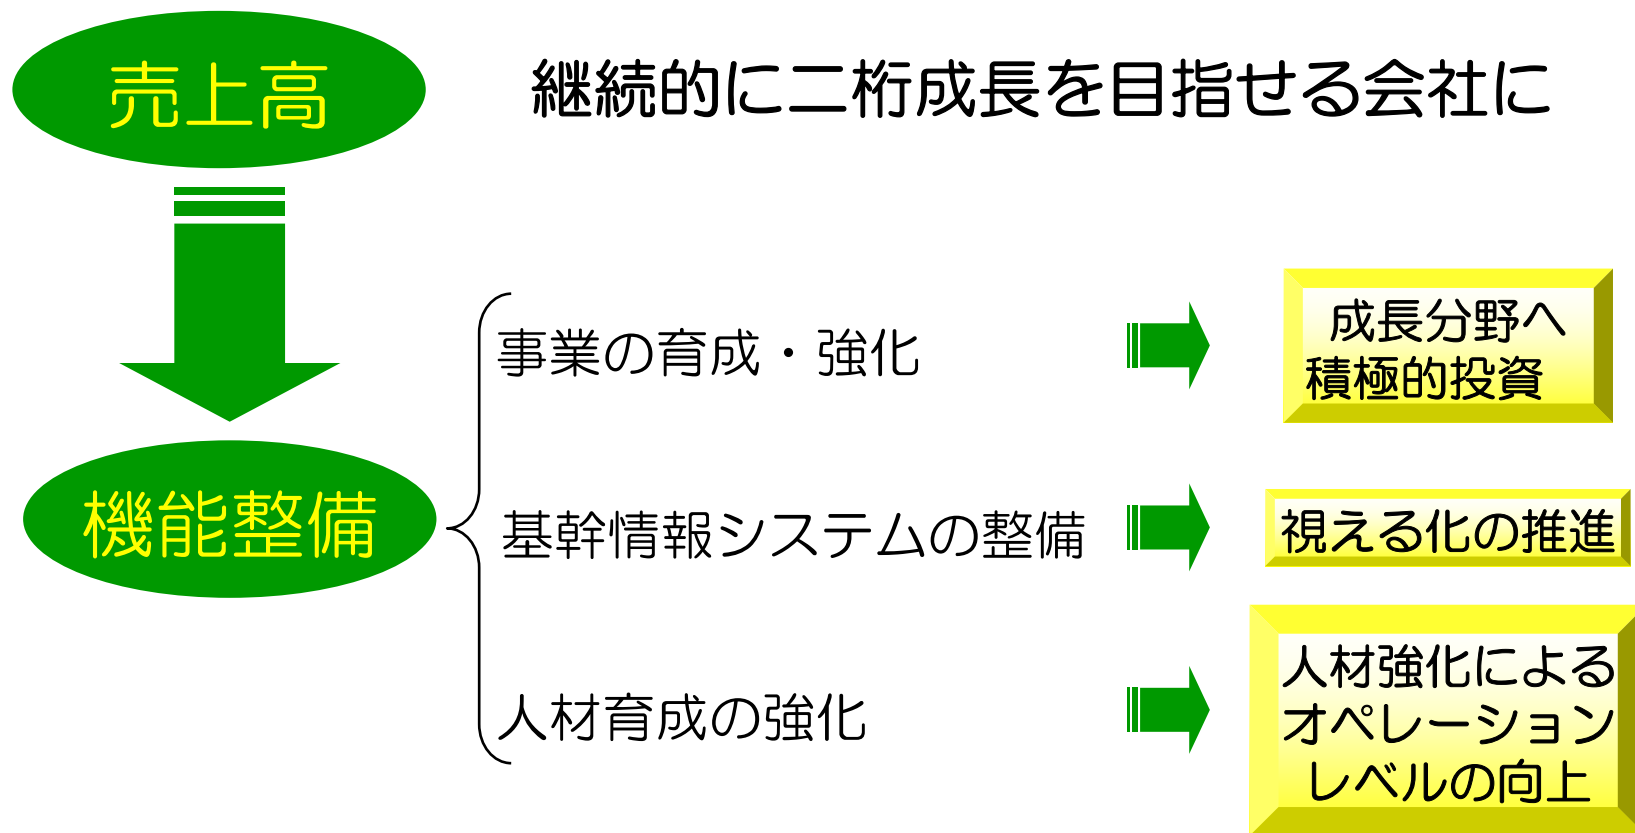 売上高
継続的に二桁成長を目指せる会社に
機能整備
事業の育成・強化
成長分野へ
積極的投資
基幹情報システムの整備
視える化の推進
人材育成の強化
人材強化による
オペレーション
レベルの向上